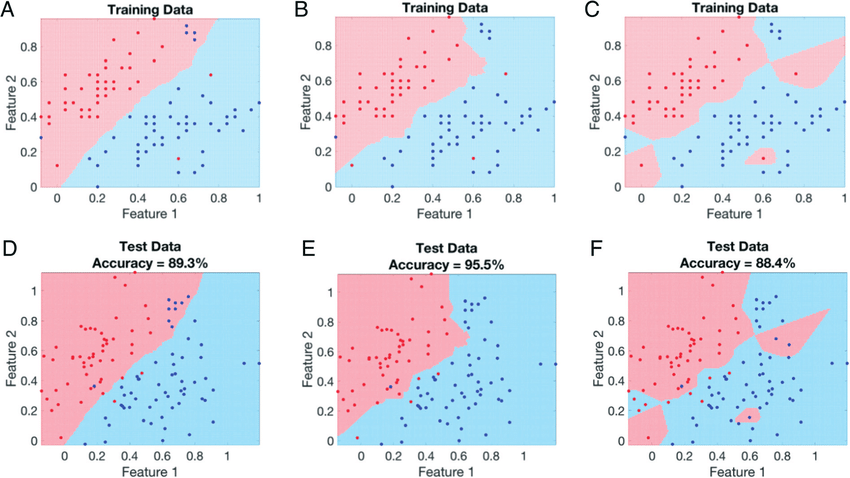 A
Training Data
Feature 2
0.8
0.6
0.4
0.2
0
0 0.2 0.4 0.6 0.8 1
Feature 1
B
Training Data
Feature 2
0.8
0.6
0.4
0.2
0
0 0.2 0.4 0.6 0.8 1
Feature 1
C
Training Data
Feature 2
0.8
0.6
0.4
0.2
0
0 0.2 0.4 0.6 0.8 1
Feature 1
D
Test Data
Accuracy = 89.3%
Feature 2
1
0.8
0.6
0.4
0.2
0
0 0.2 0.4 0.6 0.8 1
Feature 1
E
Test Data
Accuracy = 95.5%
Feature 2
1
0.8
0.6
0.4
0.2
0
0 0.2 0.4 0.6 0.8 1
Feature 1
F
Test Data
Accuracy = 88.4%
Feature 2
1
0.8
0.6
0.4
0.2
0
0 0.2 0.4 0.6 0.8 1
Feature 1